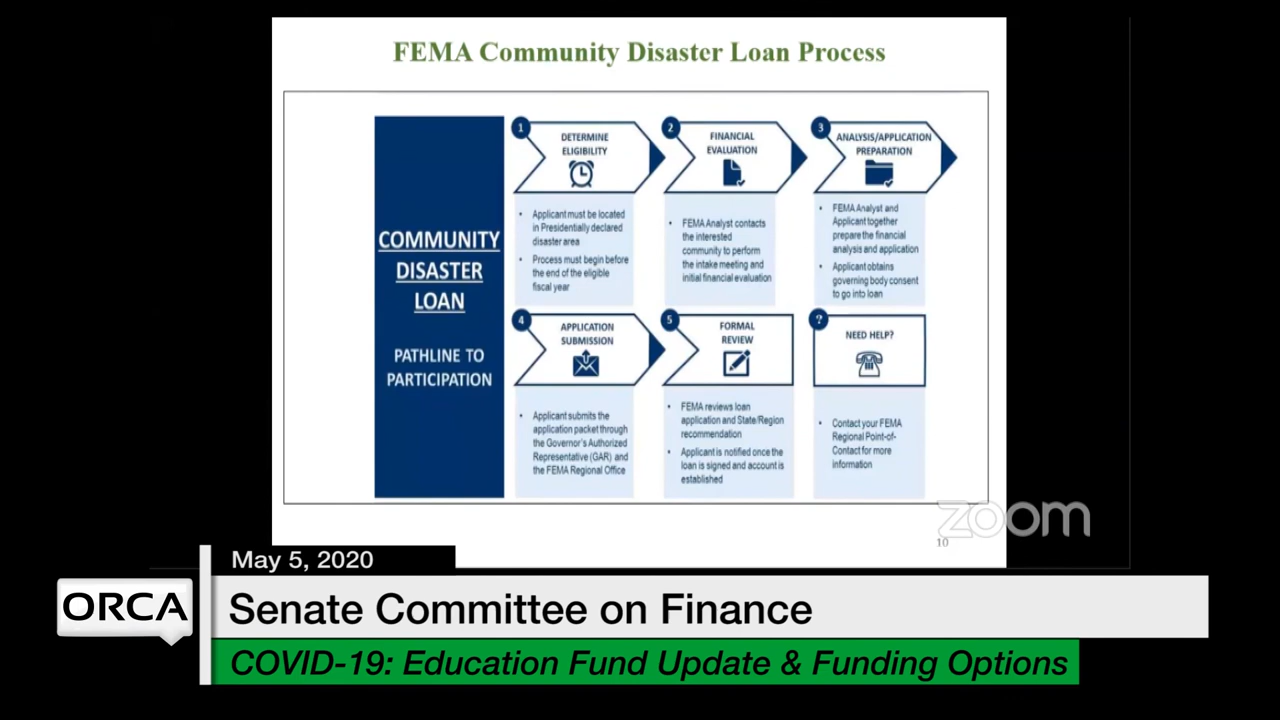 FEMA Community Disaster Loan Process
COMMUNITY
DISASTER
LOAN
PATHLINE TO
PARTICIPATION
1
DETERMINE
ELIGIBILITY
• Applicant must be located
in Presidentially declared
disaster area
• Process must begin before
the end of the eligible
fiscal year
2
FINANCIAL
EVALUATION
• FEMA Analyst contacts
the interested
community to perform
the intake meeting and
initial financial evaluation
3
ANALYSIS/APPLICATION
PREPARATION
• FEMA Analyst and
Applicant together
prepare the financial
analysis and application
• Applicant obtains
governing body consent
to go into loan
4
APPLICATION
SUBMISSION
• Applicant submits the
application packet through
the Governor's Authorized
Representative (GAR) and
the FEMA Regional Office
5
FORMAL
REVIEW
• FEMA reviews loan
application and State/Region
recommendation
• Applicant is notified once the
loan is signed and account is
established
?
NEED HELP?
• Contact your FEMA
Regional Point-of-
Contact for more
information
zoom
10
May 5, 2020
ORCA
Senate Committee on Finance
COVID-19: Education Fund Update & Funding Options